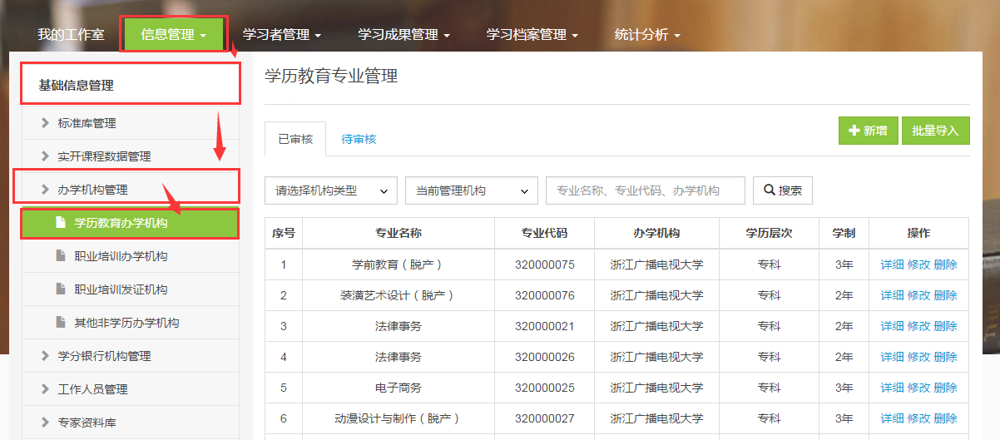 我的工作室 信息管理 学习者管理 学习成果管理 学习档案管理 统计分析
基础信息管理
标准库管理
实开课程数据管理
办学机构管理
学历教育办学机构
职业培训办学机构
职业培训发证机构
其他非学历办学机构
学分银行机构管理
工作人员管理
专家资料库
学历教育专业管理
已审核 待审核 新增 批量导入
请选择机构类型 当前管理机构 专业名称、专业代码、办学机构 搜索
序号 专业名称 专业代码 办学机构 学历层次 学制 操作
1 学前教育（脱产） 320000075 浙江广播电视大学 专科 3年 详细 修改 删除
2 装潢艺术设计（脱产） 320000076 浙江广播电视大学 专科 2年 详细 修改 删除
3 法律事务 320000021 浙江广播电视大学 专科 2年 详细 修改 删除
4 法律事务 320000026 浙江广播电视大学 专科 2年 详细 修改 删除
5 电子商务 320000025 浙江广播电视大学 专科 3年 详细 修改 删除
6 动漫设计与制作（脱产） 320000027 浙江广播电视大学 专科 3年 详细 修改 删除